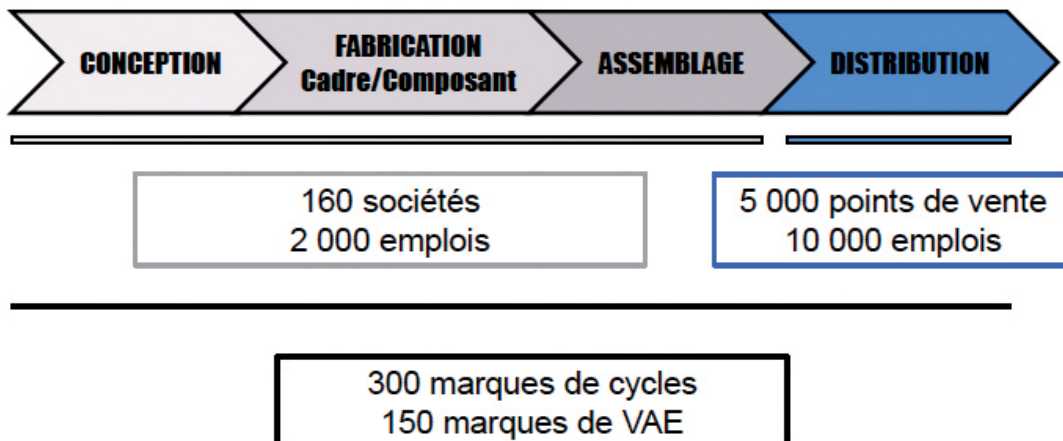 CONCEPTION
FABRICATION
Cadre/Composant
ASSEMBLAGE
DISTRIBUTION
160 sociétés
2 000 emplois
5 000 points de vente
10 000 emplois
300 marques de cycles
150 marques de VAE